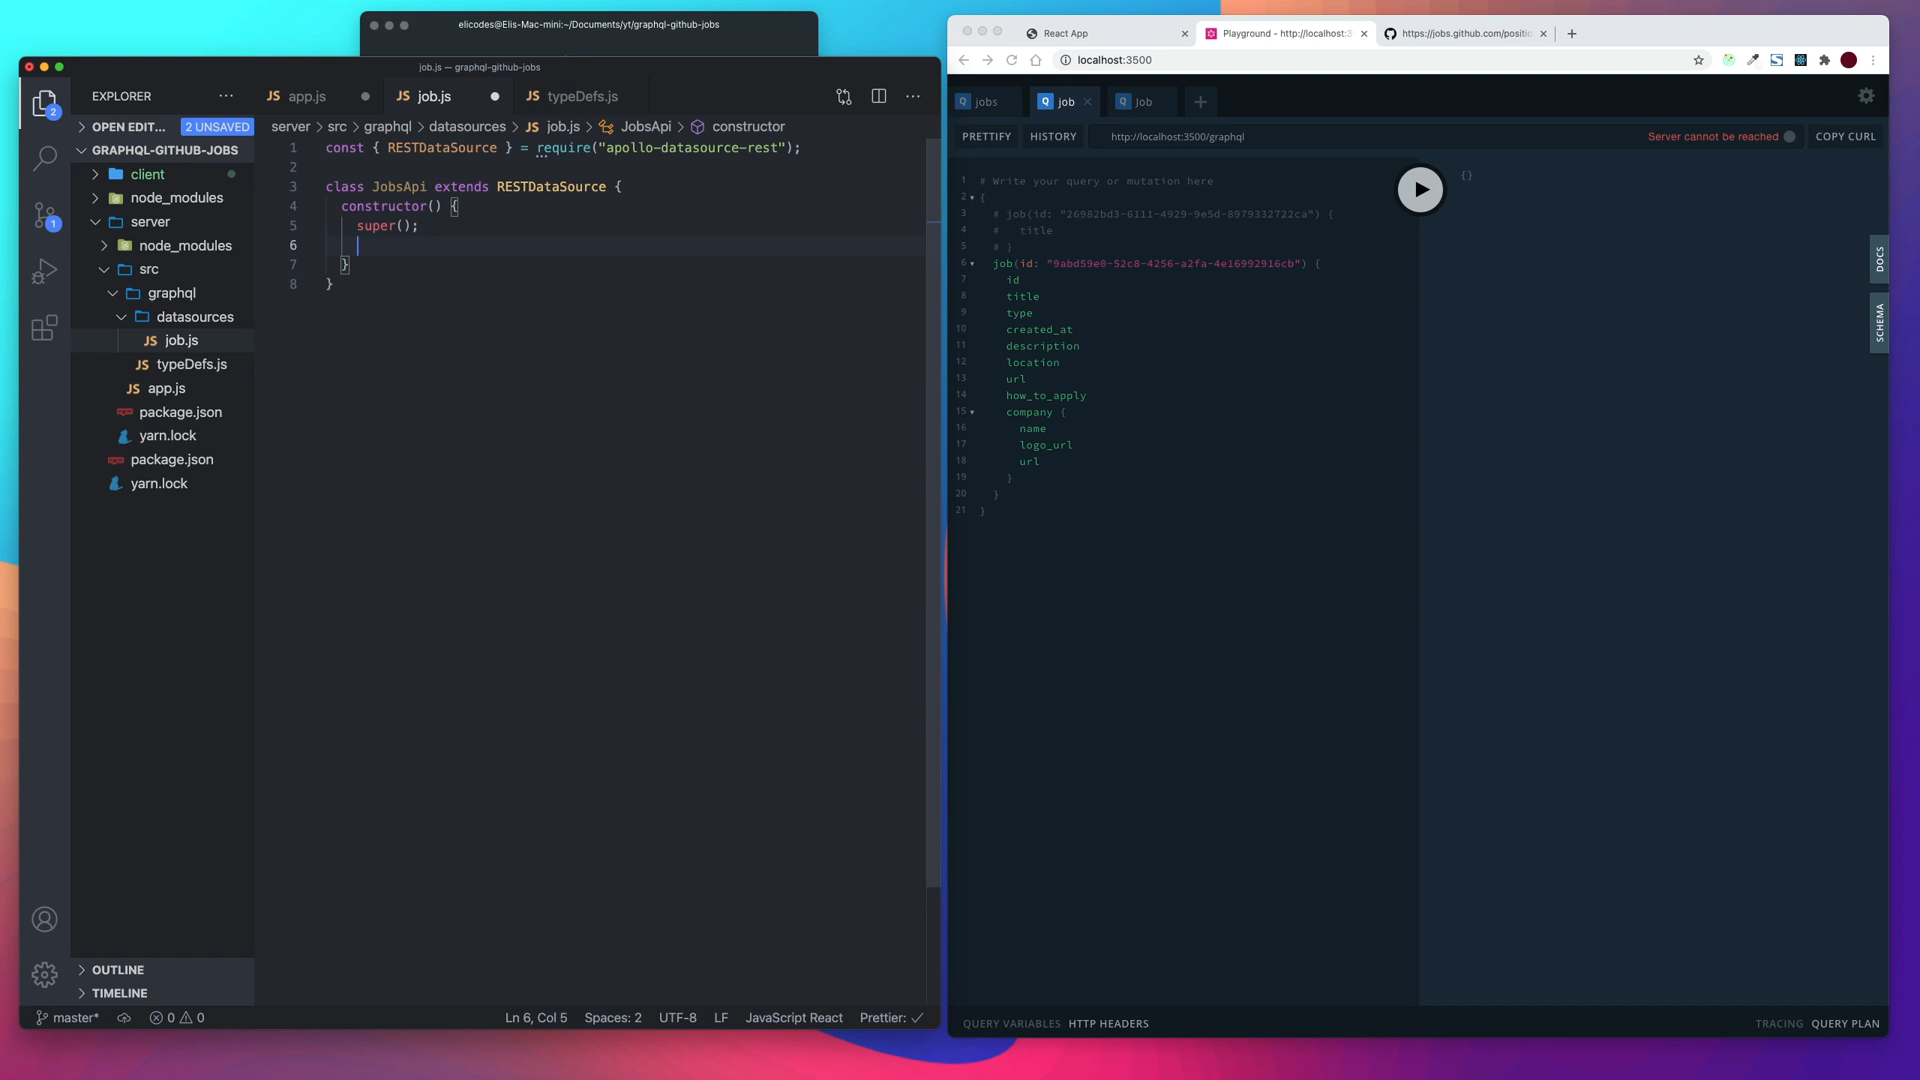 elicodes@Elis-Mac-mini:~/Documents/yt/graphql-github-jobs
job.js — graphql-github-jobs
EXPLORER
OPEN EDIT... 2 UNSAVED
GRAPHQL-GITHUB-JOBS
client
node_modules
server
node_modules
src
graphql
datasources
JS job.js
JS typeDefs.js
JS app.js
package.json
yarn.lock
package.json
yarn.lock
OUTLINE
TIMELINE
2
1
JS app.js JS job.js JS typeDefs.js
server > src > graphql > datasources > JS job.js > JobsApi > constructor
1 const { RESTDataSource } = require("apollo-datasource-rest");
2
3 class JobsApi extends RESTDataSource {
4 constructor() {
5 super();
6
7 }
8 }
master* 0 0 Ln 6, Col 5 Spaces: 2 UTF-8 LF JavaScript React Prettier: ✓
React App Playground - http://localhost:3 https://jobs.github.com/positio
localhost:3500
Q jobs Q job Q Job
PRETTIFY HISTORY http://localhost:3500/graphql Server cannot be reached COPY CURL
1 # Write your query or mutation here
2 {
3 # job(id: "26982bd3-6111-4929-9e5d-8979332722ca") {
4 # title
5 # }
6 job(id: "9abd59e0-52c8-4256-a2fa-4e16992916cb") {
7 id
8 title
9 type
10 created_at
11 description
12 location
13 url
14 how_to_apply
15 company {
16 name
17 logo_url
18 url
19 }
20 }
21 }
{}
DOCS
SCHEMA
QUERY VARIABLES HTTP HEADERS TRACING QUERY PLAN